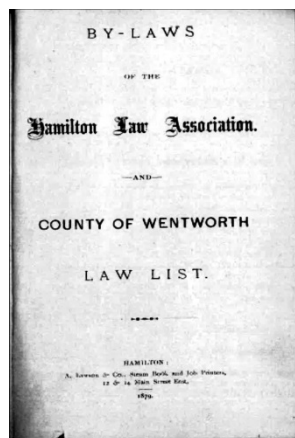 BY-LAWS
OF THE
Hamilton Law Association.
—AND—
COUNTY OF WENTWORTH
LAW LIST.
HAMILTON:
A. Lawson & Co., Steam Book and Job Printers,
12 & 14 Main Street East,
1879.